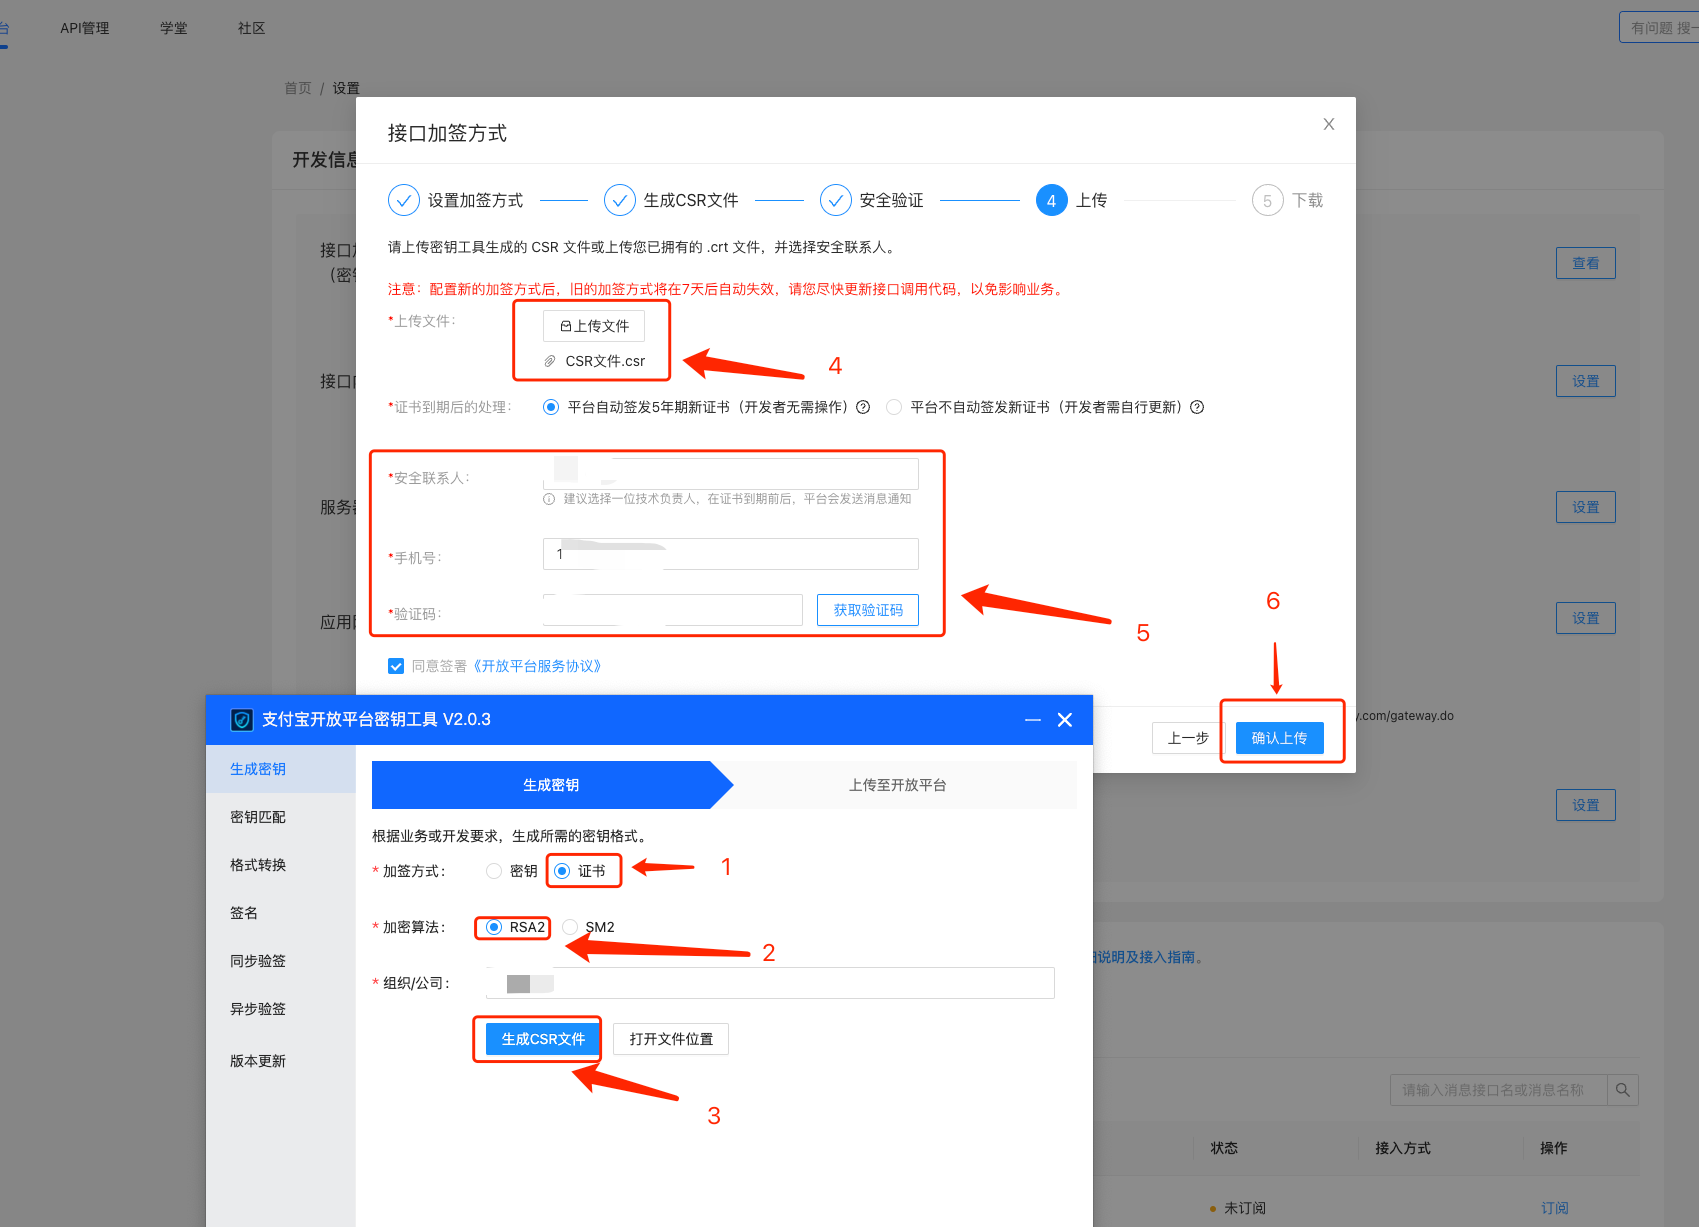 台 API管理 学堂 社区 有问题 搜一
首页 / 设置
接口加签方式 X
开发信息
设置加签方式 生成CSR文件 安全验证 4 上传 5 下载
请上传密钥工具生成的 CSR 文件或上传您已拥有的 .crt 文件，并选择安全联系人。
接口加
（密钥
查看
注意：配置新的加签方式后，旧的加签方式将在7天后自动失效，请您尽快更新接口调用代码，以免影响业务。
*上传文件： 上传文件
CSR文件.csr
4
接口内
设置
*证书到期后的处理： 平台自动签发5年期新证书（开发者无需操作） 平台不自动签发新证书（开发者需自行更新）
*安全联系人：
建议选择一位技术负责人，在证书到期前后，平台会发送消息通知
服务器
设置
*手机号： 1
*验证码： 获取验证码
5
6
应用
设置
同意签署《开放平台服务协议》
y.com/gateway.do
上一步 确认上传
支付宝开放平台密钥工具 V2.0.3
生成密钥
密钥匹配
格式转换
签名
同步验签
异步验签
版本更新
生成密钥 上传至开放平台
根据业务或开发要求，生成所需的密钥格式。
* 加签方式： 密钥 证书
1
* 加密算法： RSA2 SM2
2
* 组织/公司：
生成CSR文件 打开文件位置
3
设置
说明及接入指南。
请输入消息接口名或消息名称
状态 接入方式 操作
未订阅 订阅